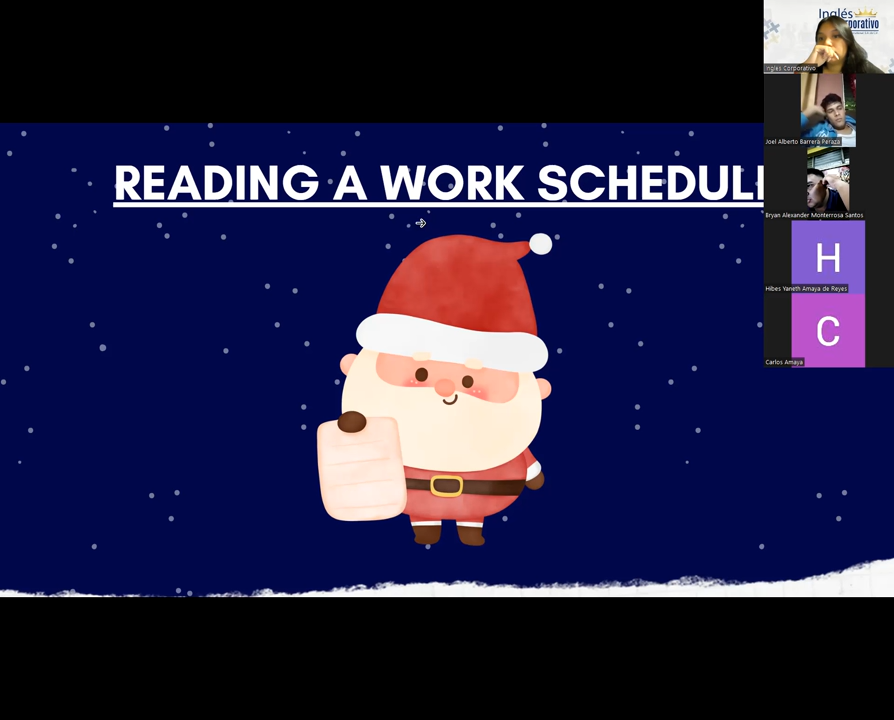 READING A WORK SCHEDUL
Inglés
porativo
Inglés Corporativo
Joel Alberto Barrera Peraza
Bryan Alexander Monterrosa Santos
H
Hibes Yaneth Amaya de Reyes
C
Carlos Amaya